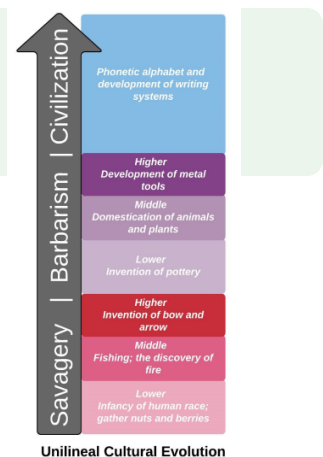 Civilization
Barbarism |
Savagery |
Phonetic alphabet and
development of writing
systems
Higher
Development of metal
tools
Middle
Domestication of animals
and plants
Lower
Invention of pottery
Higher
Invention of bow and
arrow
Middle
Fishing; the discovery of
fire
Lower
Infancy of human race;
gather nuts and berries
Unilineal Cultural Evolution